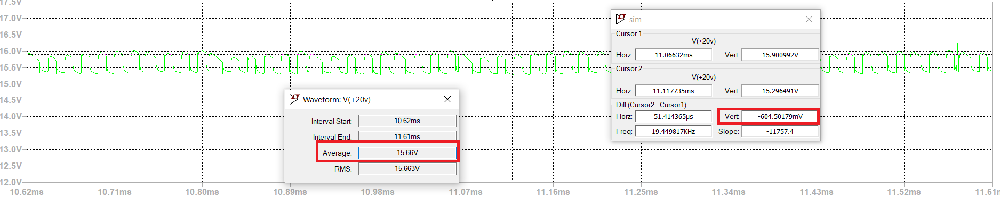 17.5V
17.0V
16.5V
16.0V
15.5V
15.0V
14.5V
14.0V
13.5V
13.0V
12.5V
12.0V
10.62ms 10.71ms 10.80ms 10.89ms 10.98ms 11.07ms 11.16ms 11.25ms 11.34ms 11.43ms 11.52ms 11.61ms
Waveform: V(+20v)
Interval Start: 10.62ms
Interval End: 11.61ms
Average: 15.66V
RMS: 15.663V
sim
Cursor 1
V(+20v)
Horz: 11.06632ms Vert: 15.900992V
Cursor 2
V(+20v)
Horz: 11.117735ms Vert: 15.296491V
Diff (Cursor2 - Cursor1)
Horz: 51.414365µs Vert: -604.50179mV
Freq: 19.449817KHz Slope: -11757.4